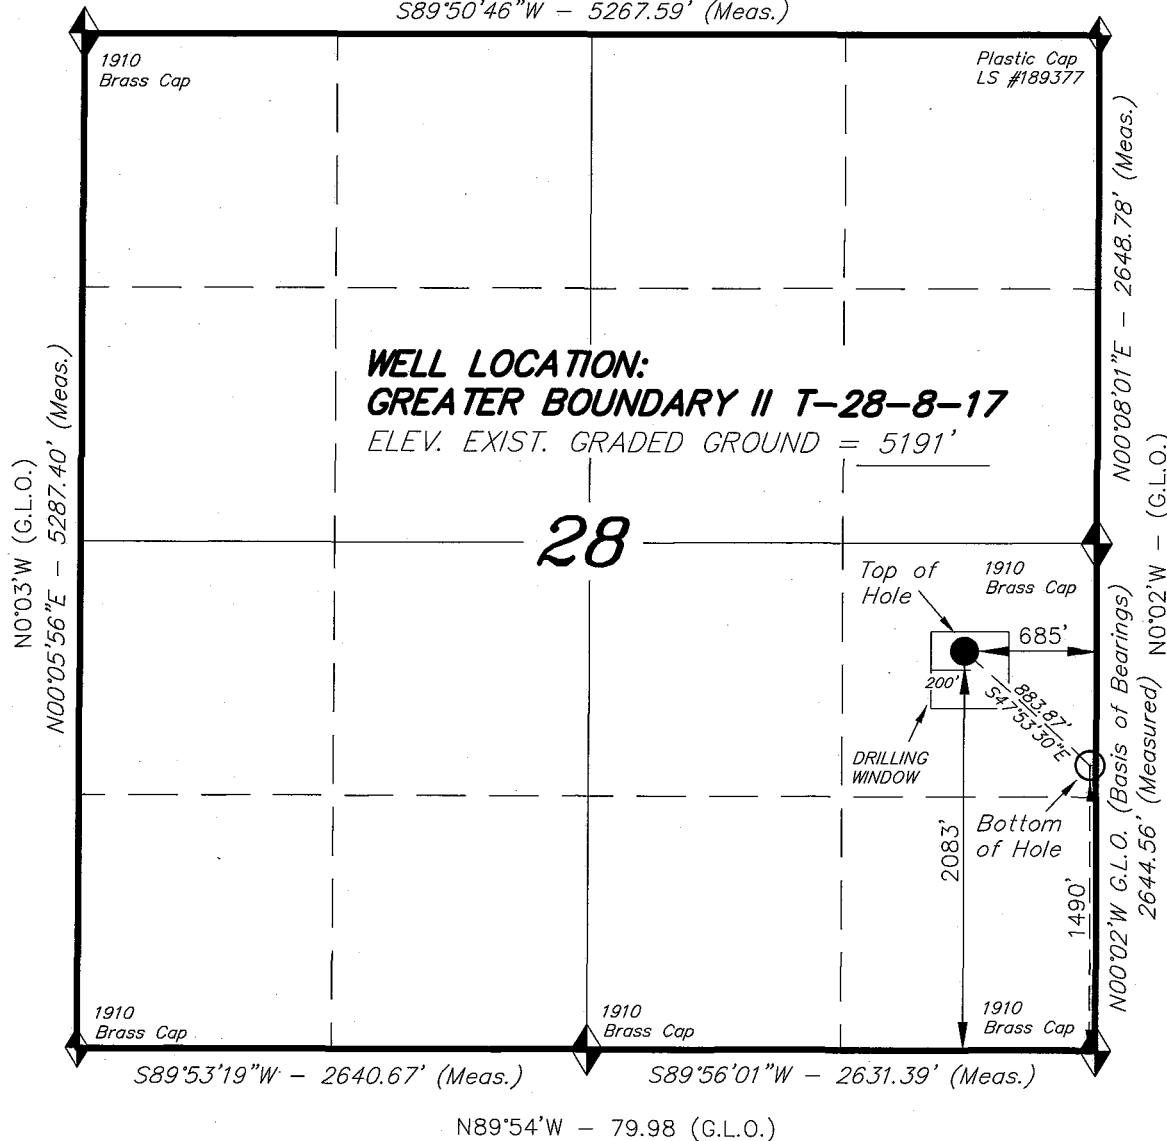 S89°50'46"W - 5267.59' (Meas.)
1910
Brass Cap
Plastic Cap
LS #189377
N00°08'01"E - 2648.78' (Meas.)
WELL LOCATION:
GREATER BOUNDARY II T-28-8-17
ELEV. EXIST. GRADED GROUND = 5191'
N0°03'W (G.L.O.)
N00°05'56"E - 5287.40' (Meas.)
N0°02'W - (G.L.O.)
28
Top of
Hole
1910
Brass Cap
685'
200'
883.87'
S47°53'30"E
DRILLING
WINDOW
Bottom
of Hole
2083'
1490'
N00°02'W G.L.O. (Basis of Bearings)
2644.56' (Measured)
1910
Brass Cap
1910
Brass Cap
1910
Brass Cap
S89°53'19"W - 2640.67' (Meas.)
S89°56'01"W - 2631.39' (Meas.)
N89°54'W - 79.98 (G.L.O.)